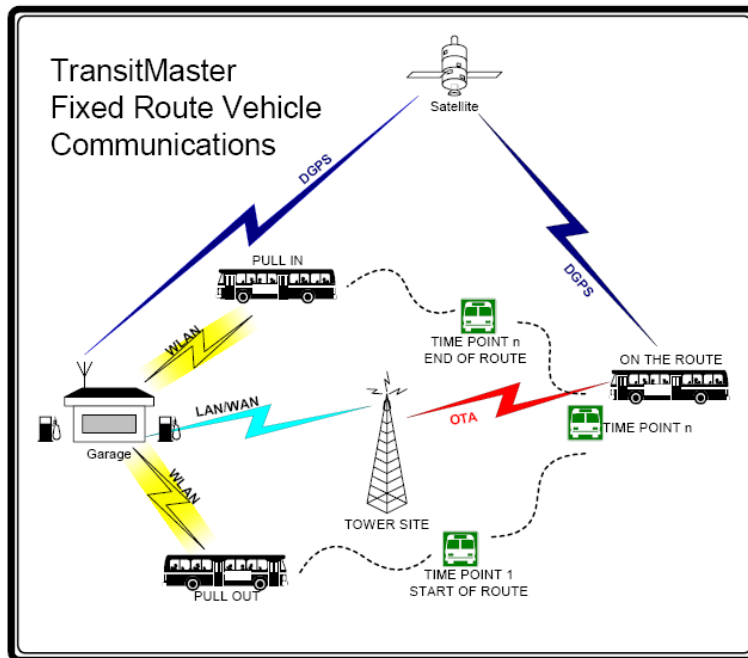 TransitMaster
Fixed Route Vehicle
Communications
Satellite
DGPS
DGPS
PULL IN
TIME POINT n
END OF ROUTE
ON THE ROUTE
WLAN
LAN/WAN
OTA
TIME POINT n
Garage
WLAN
TOWER SITE
TIME POINT 1
START OF ROUTE
PULL OUT